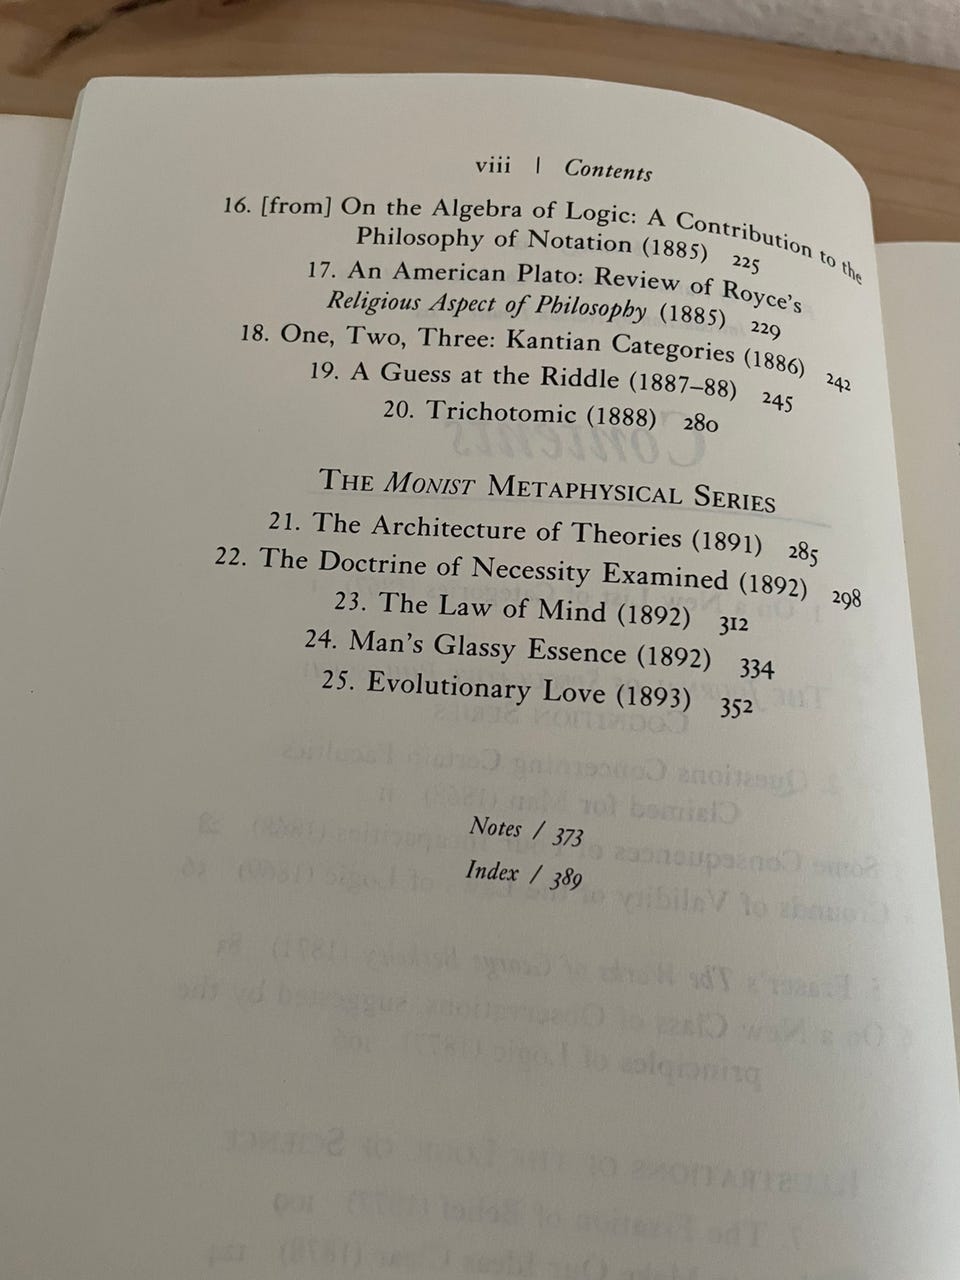 viii | Contents
16. [from] On the Algebra of Logic: A Contribution to the
Philosophy of Notation (1885) 225
17. An American Plato: Review of Royce's
Religious Aspect of Philosophy (1885) 229
18. One, Two, Three: Kantian Categories (1886) 242
19. A Guess at the Riddle (1887–88) 245
20. Trichotomic (1888) 280
THE MONIST METAPHYSICAL SERIES
21. The Architecture of Theories (1891) 285
22. The Doctrine of Necessity Examined (1892) 298
23. The Law of Mind (1892) 312
24. Man's Glassy Essence (1892) 334
25. Evolutionary Love (1893) 352
Notes / 373
Index / 389